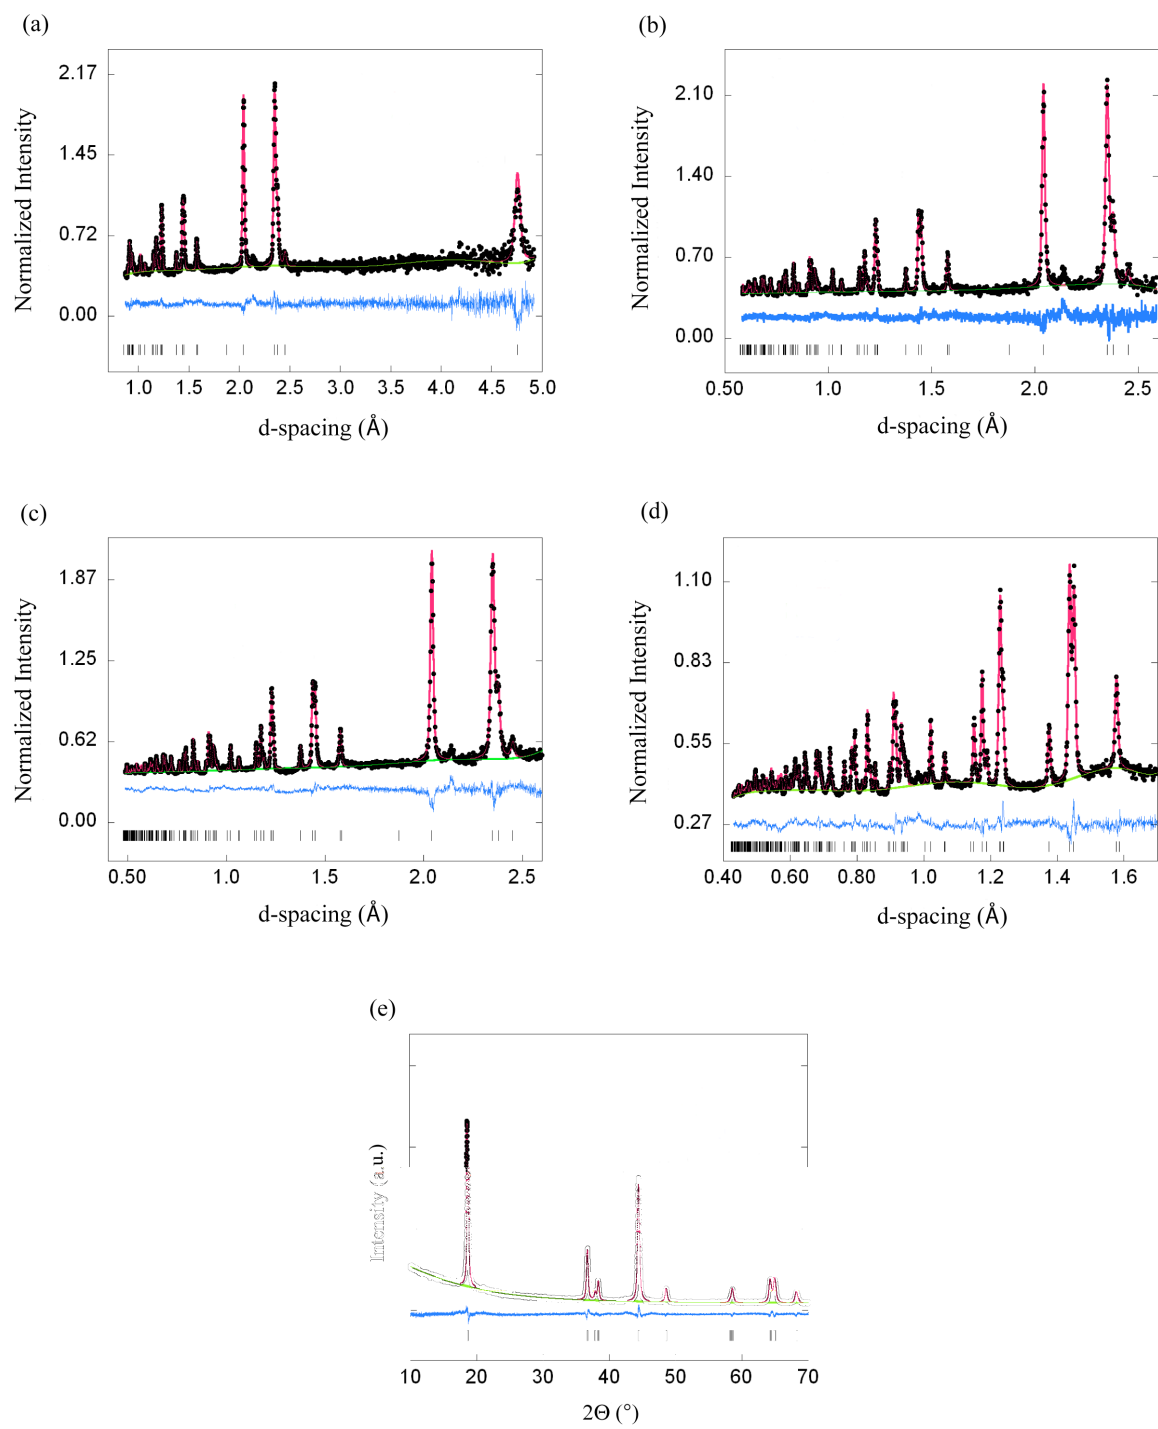 (a)
2.17
1.45
0.72
0.00
Normalized Intensity
1.0 1.5 2.0 2.5 3.0 3.5 4.0 4.5 5.0
d-spacing (Å)
(b)
2.10
1.40
0.70
0.00
Normalized Intensity
0.50 1.0 1.5 2.0 2.5
d-spacing (Å)
(c)
1.87
1.25
0.62
0.00
Normalized Intensity
0.50 1.0 1.5 2.0 2.5
d-spacing (Å)
(d)
1.10
0.83
0.55
0.27
Normalized Intensity
0.40 0.60 0.80 1.0 1.2 1.4 1.6
d-spacing (Å)
(e)
Intensity (a.u.)
10 20 30 40 50 60 70
2Θ (°)